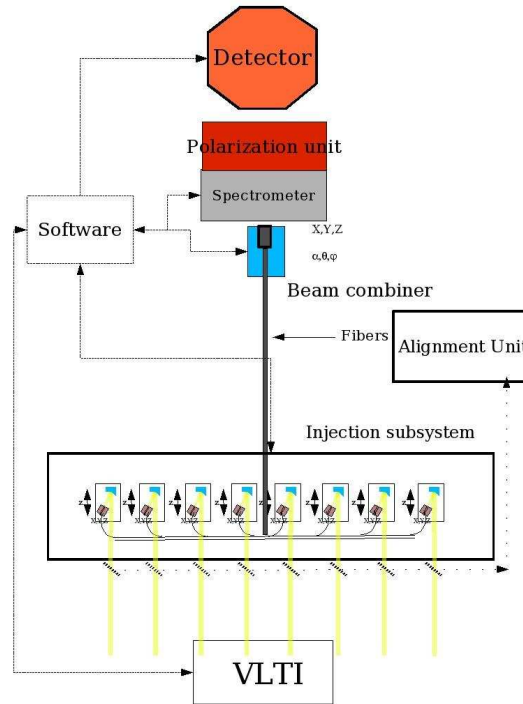 Detector
Polarization unit
Spectrometer
Software
X,Y,Z
α,θ,φ
Beam combiner
Fibers
Alignment Unit
Injection subsystem
z z z z z z z z
X,Y,Z X,Y,Z X,Y,Z X,Y,Z X,Y,Z X,Y,Z X,Y,Z X,Y,Z
VLTI